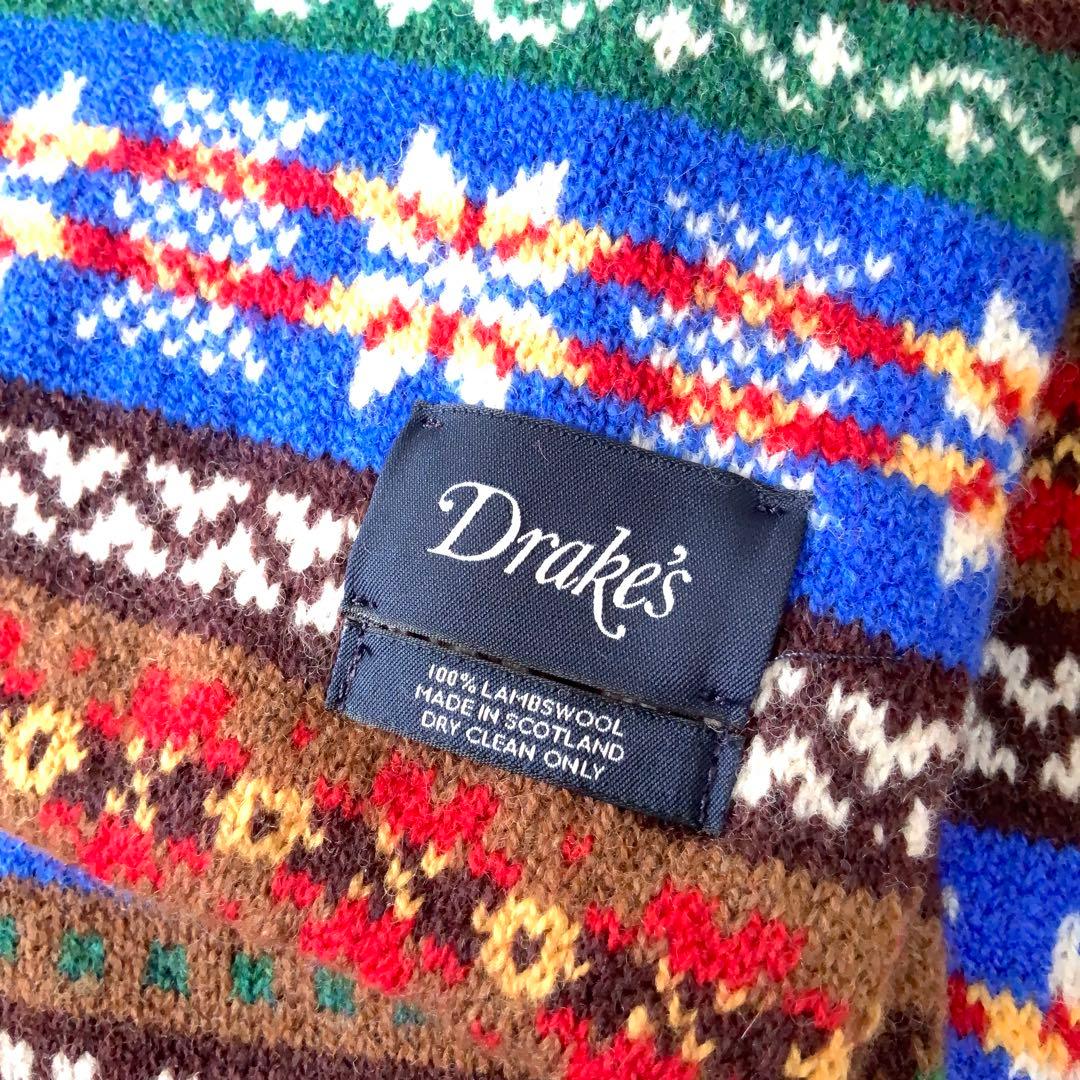 Drake's
100% LAMBSWOOL
MADE IN SCOTLAND
DRY CLEAN ONLY